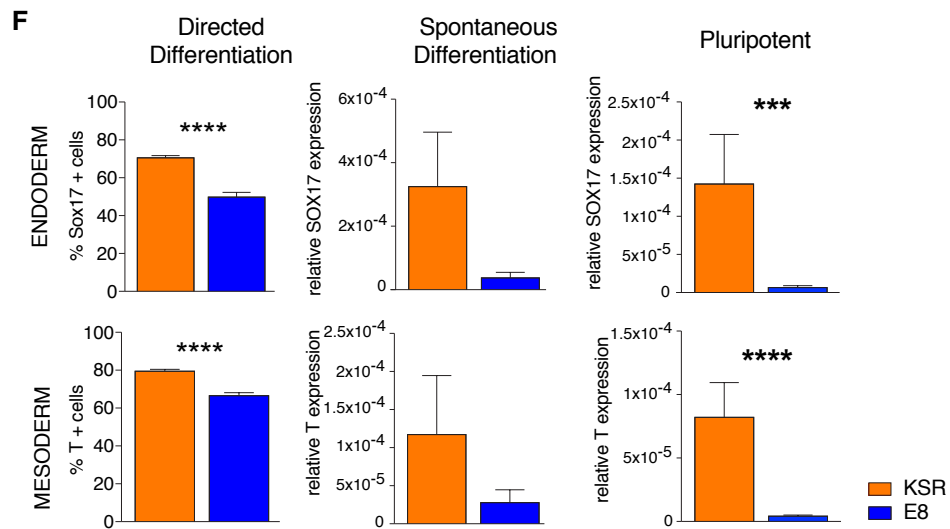 F
Directed
Differentiation
Spontaneous
Differentiation
Pluripotent
ENDODERM
% Sox17 + cells
100
80
60
40
20
0
****
relative SOX17 expression
6x10⁻⁴
4x10⁻⁴
2x10⁻⁴
0
relative SOX17 expression
2.5x10⁻⁴
2x10⁻⁴
1.5x10⁻⁴
1x10⁻⁴
5x10⁻⁵
0
***
MESODERM
% T + cells
100
80
60
40
20
0
****
relative T expression
2.5x10⁻⁴
2x10⁻⁴
1.5x10⁻⁴
1x10⁻⁴
5x10⁻⁵
0
relative T expression
1.5x10⁻⁴
1x10⁻⁴
5x10⁻⁵
0
****
KSR
E8